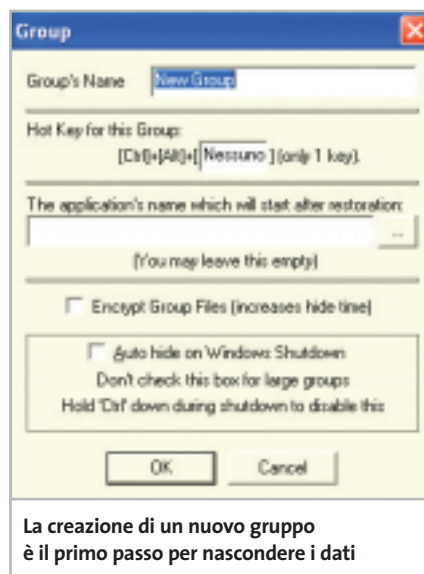 Group
Group's Name New Group
Hot Key for this Group:
[Ctrl]+[Alt]+[ Nessuno ] (only 1 key).
The application's name which will start after restoration:
...
(You may leave this empty)
Encrypt Group Files (increases hide time)
Auto hide on Windows Shutdown
Don't check this box for large groups
Hold 'Ctrl' down during shutdown to disable this
OK Cancel
La creazione di un nuovo gruppo
è il primo passo per nascondere i dati